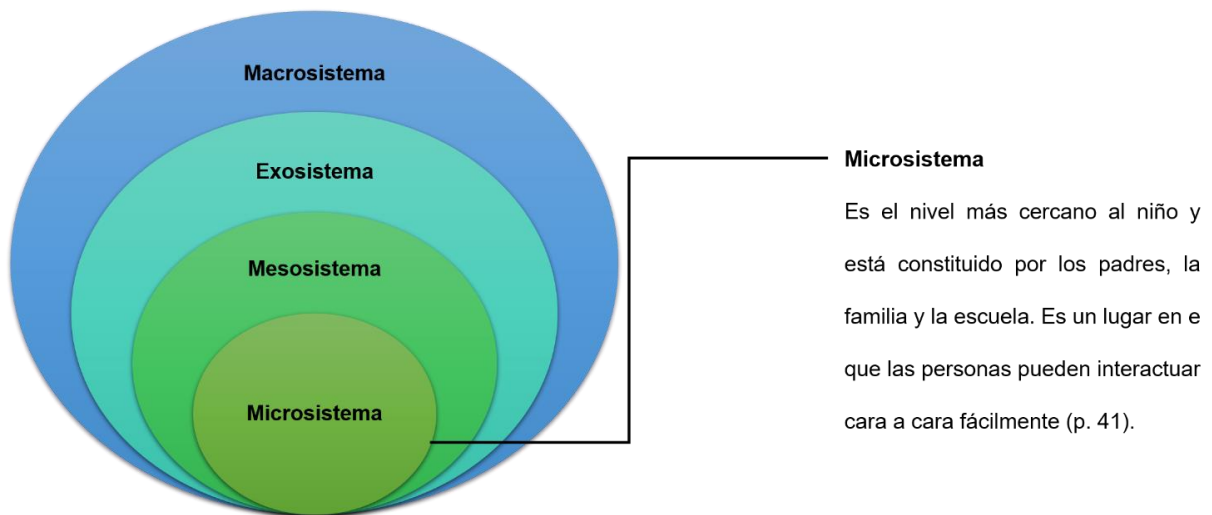 Macrosistema
Exosistema
Mesosistema
Microsistema
Microsistema
Es el nivel más cercano al niño y
está constituido por los padres, la
familia y la escuela. Es un lugar en e
que las personas pueden interactuar
cara a cara fácilmente (p. 41).